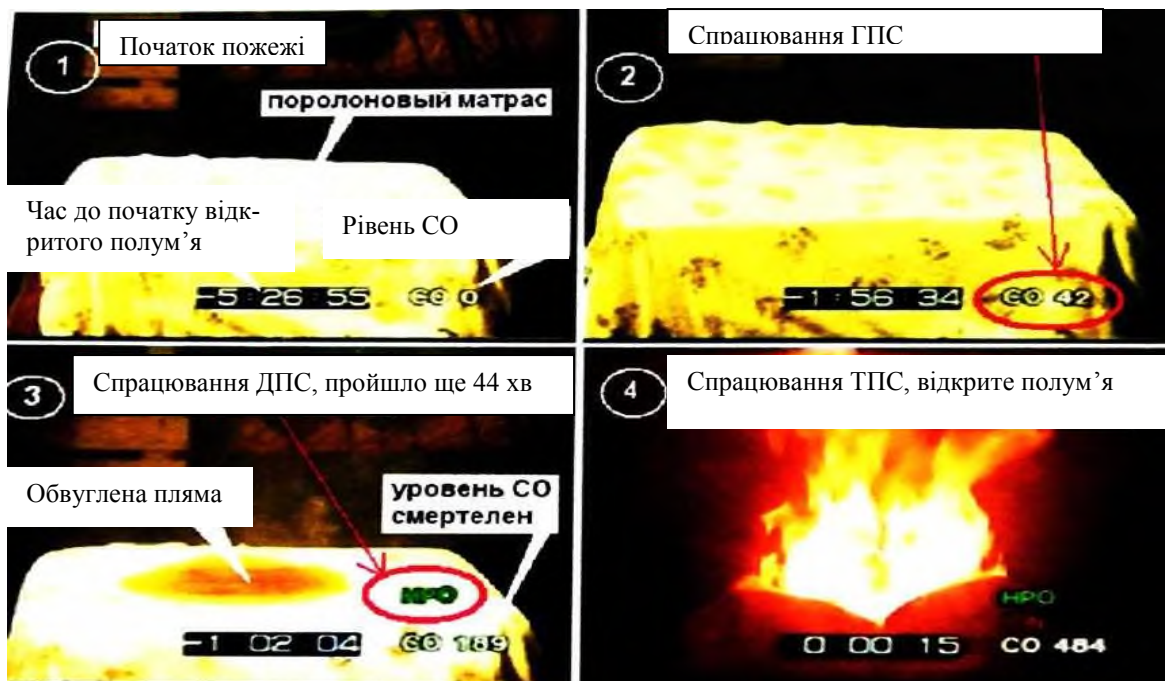 1
Початок пожежі
поролоновый матрас
Час до початку відк-
ритого полум’я
Рівень СО
-5:26:55 CO 0
2
Спрацювання ГПС
-1:56 34 CO 42
3
Спрацювання ДПС, пройшло ще 44 хв
Обвуглена пляма
уровень СО
смертелен
HPO
-1 02 04 CO 189
4
Спрацювання ТПС, відкрите полум’я
HPO
0 00 15 CO 484